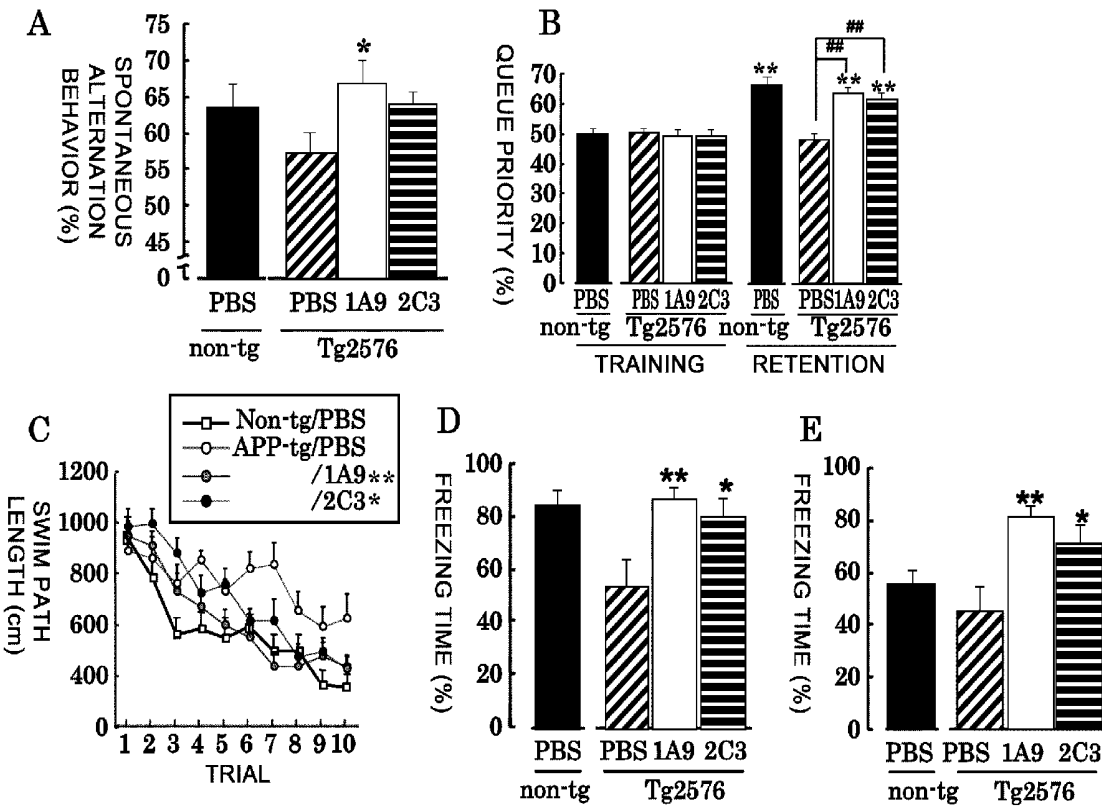 A
SPONTANEOUS
ALTERNATION
BEHAVIOR (%)
75
70
65
60
55
50
45
0
*
PBS
PBS 1A9 2C3
non-tg
Tg2576
B
QUEUE PRIORITY (%)
70
60
50
40
30
20
10
0
##
##
**
**
**
PBS
PBS 1A9 2C3
PBS
PBS 1A9 2C3
non-tg
Tg2576
non-tg
Tg2576
TRAINING
RETENTION
C
Non-tg/PBS
APP-tg/PBS
/1A9**
/2C3*
SWIM PATH
LENGTH (cm)
1200
1000
800
600
400
0
1 2 3 4 5 6 7 8 9 10
TRIAL
D
FREEZING TIME (%)
100
80
60
40
20
0
**
*
PBS
PBS 1A9 2C3
non-tg
Tg2576
E
FREEZING TIME (%)
100
80
60
40
20
0
**
*
PBS
PBS 1A9 2C3
non-tg
Tg2576